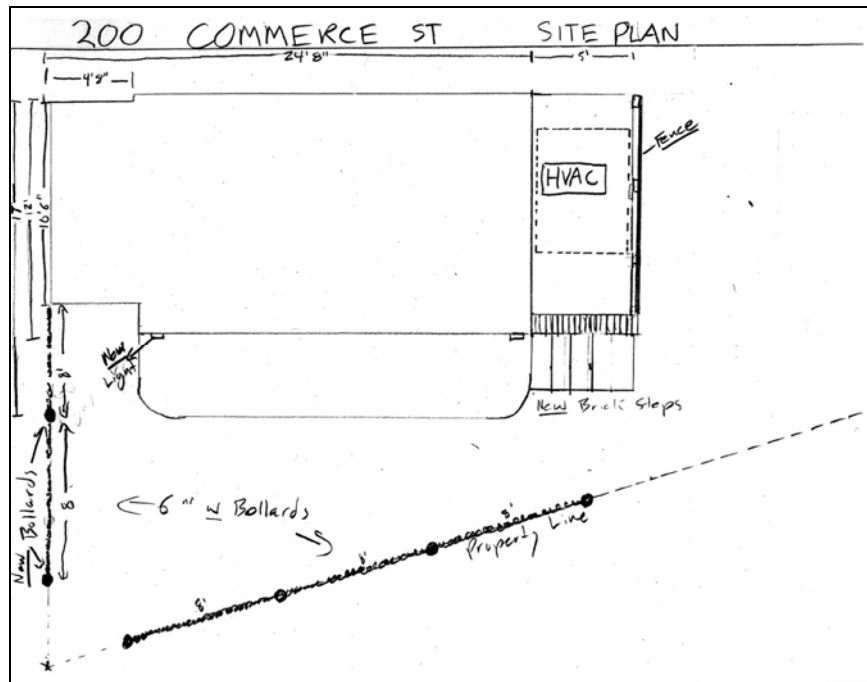 200 COMMERCE ST SITE PLAN
24'8"
5'
4'8"
Fence
HVAC
17'
12'
10'6"
New
Light
8'
New Brick Steps
New Bollards
8'
6 new Bollards
8'
8'
8'
Property Line